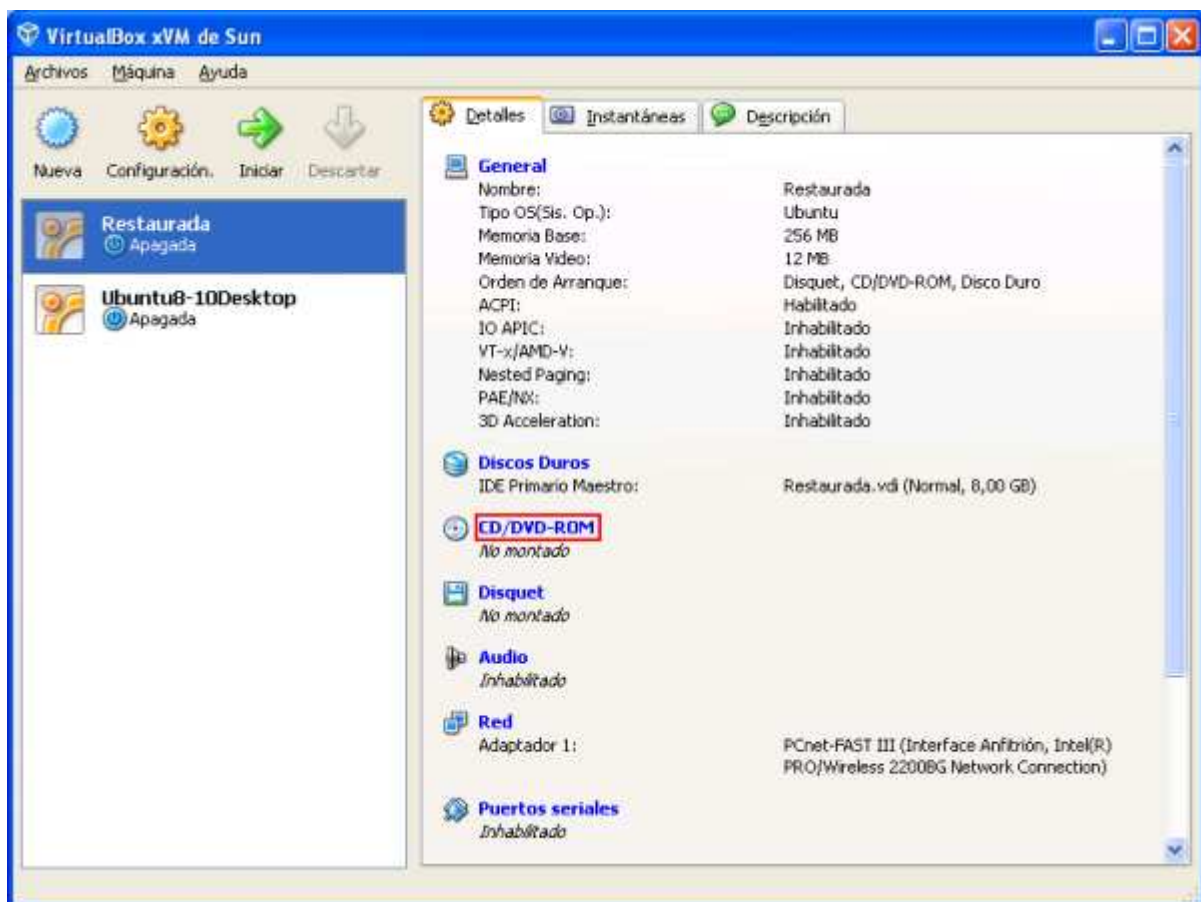 VirtualBox xVM de Sun
Archivos Máquina Ayuda
Nueva Configuración. Iniciar Descartar
Restaurada
Apagada
Ubuntu8-10Desktop
Apagada
Detalles Instantáneas Descripción
General
Nombre: Restaurada
Tipo OS(Sis. Op.): Ubuntu
Memoria Base: 256 MB
Memoria Video: 12 MB
Orden de Arranque: Disquet, CD/DVD-ROM, Disco Duro
ACPI: Habilitado
IO APIC: Inhabilitado
VT-x/AMD-V: Inhabilitado
Nested Paging: Inhabilitado
PAE/NX: Inhabilitado
3D Acceleration: Inhabilitado
Discos Duros
IDE Primario Maestro: Restaurada.vdi (Normal, 8,00 GB)
CD/DVD-ROM
No montado
Disquet
No montado
Audio
Inhabilitado
Red
Adaptador 1: PCnet-FAST III (Interface Anfitrión, Intel(R)
PRO/Wireless 2200BG Network Connection)
Puertos seriales
Inhabilitado